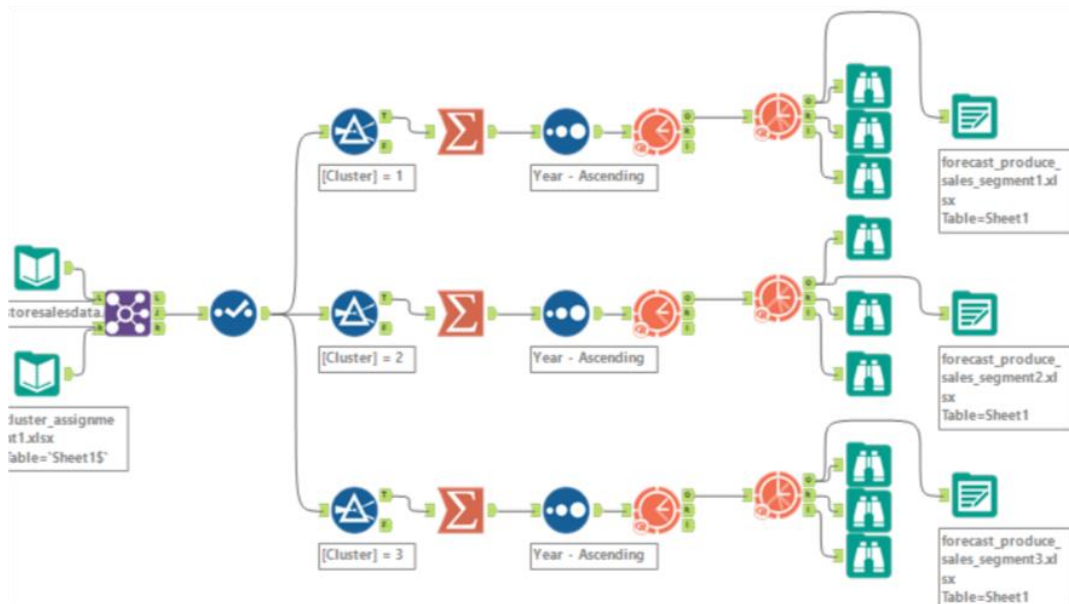 [Cluster] = 1
Year - Ascending
forecast_produce_
sales_segment1.xl
sx
Table=Sheet1
storesalesdata.
[Cluster] = 2
Year - Ascending
forecast_produce_
sales_segment2.xl
sx
Table=Sheet1
cluster_assignme
nt1.xlsx
Table=`Sheet1$`
[Cluster] = 3
Year - Ascending
forecast_produce_
sales_segment3.xl
sx
Table=Sheet1